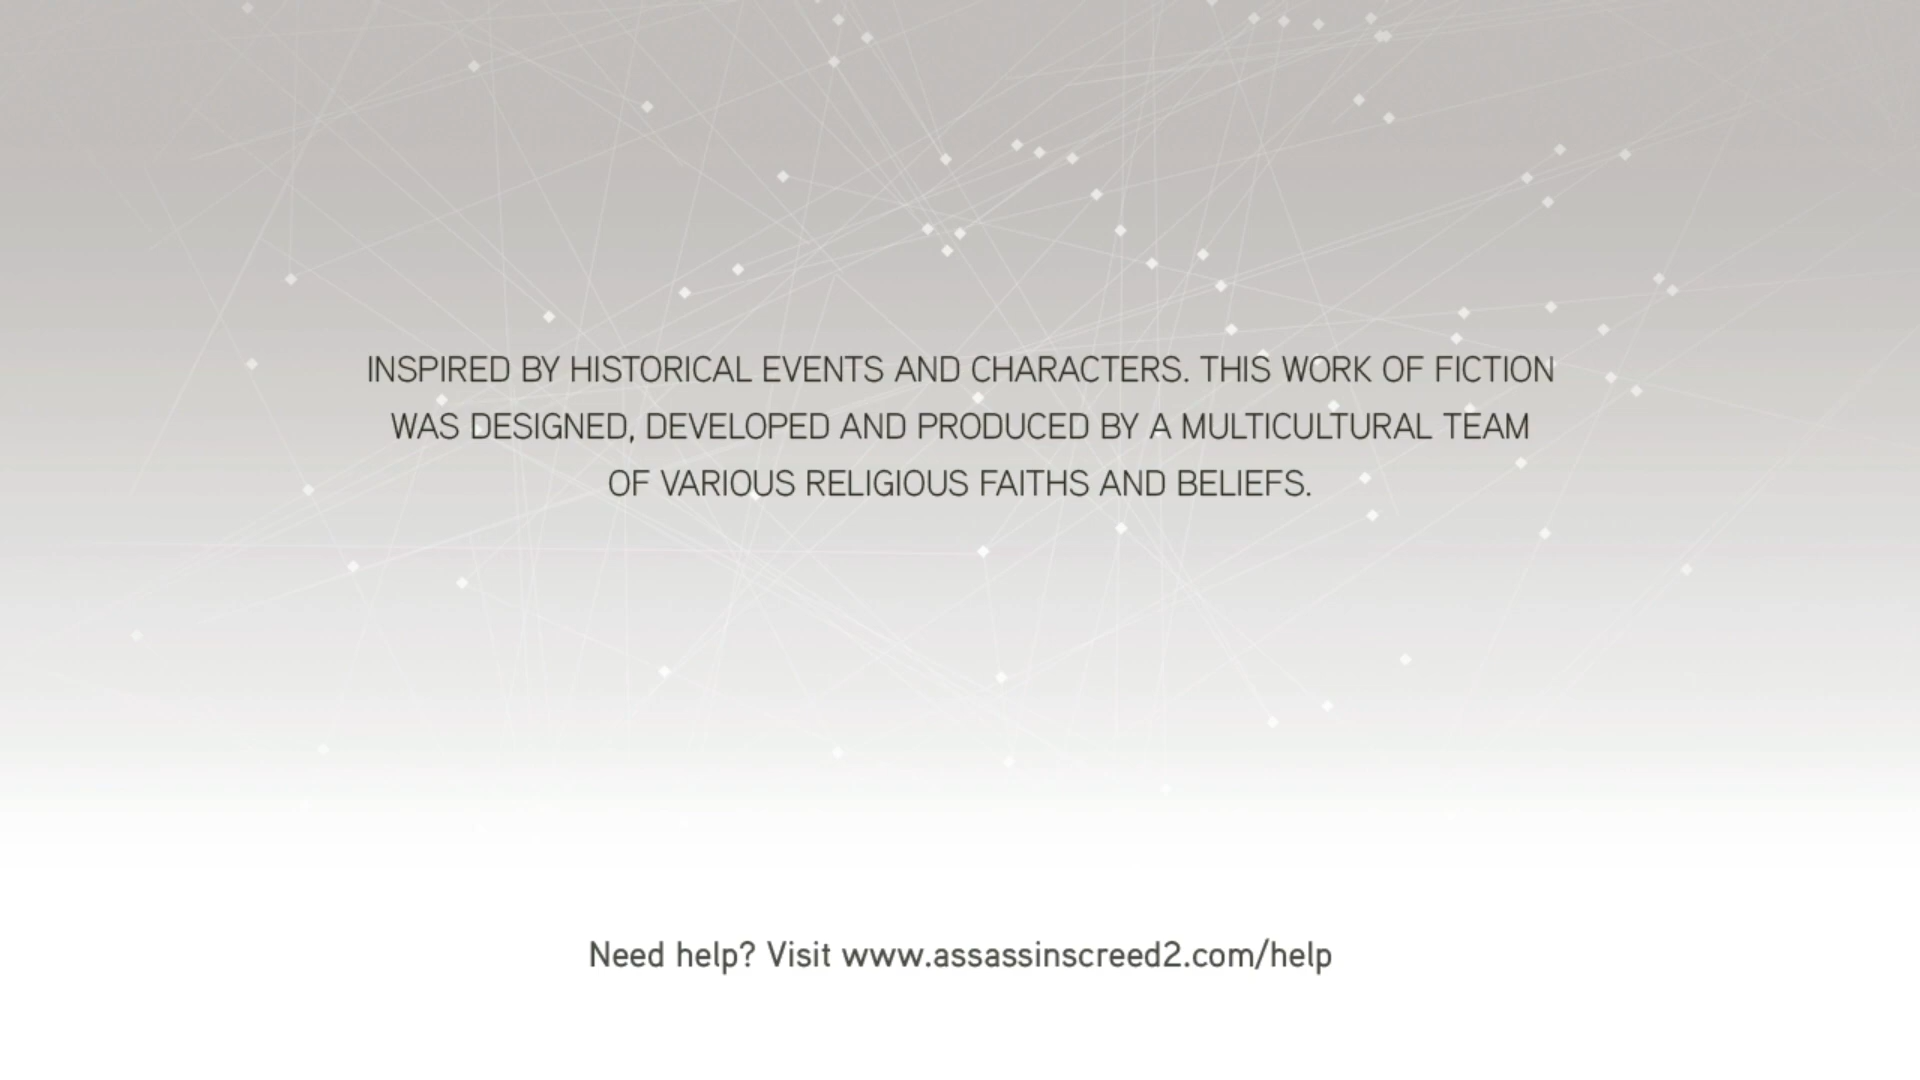 INSPIRED BY HISTORICAL EVENTS AND CHARACTERS. THIS WORK OF FICTION
WAS DESIGNED, DEVELOPED AND PRODUCED BY A MULTICULTURAL TEAM
OF VARIOUS RELIGIOUS FAITHS AND BELIEFS.
Need help? Visit www.assassinscreed2.com/help